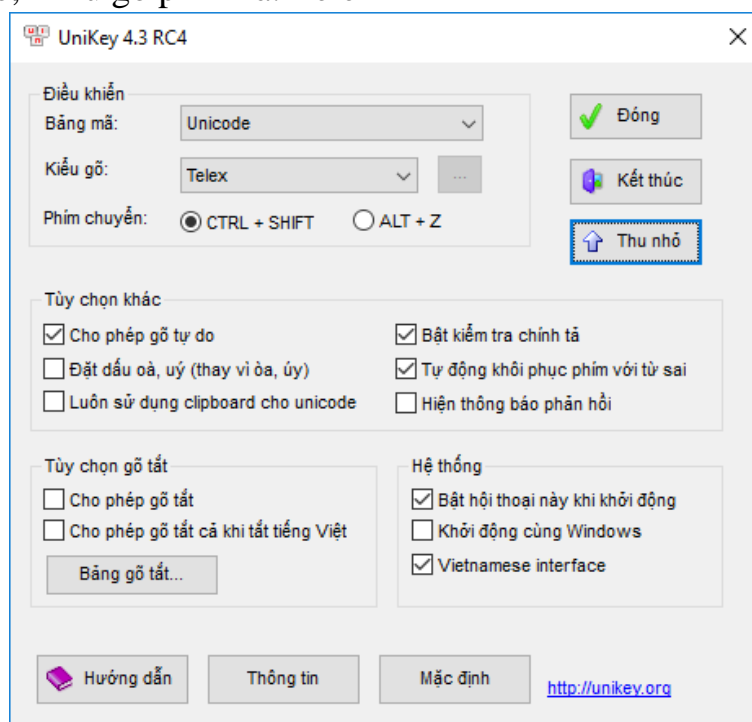 UniKey 4.3 RC4
Điều khiển
Bảng mã: Unicode
Đóng
Kiểu gõ: Telex ...
Kết thúc
Phím chuyển: CTRL + SHIFT ALT + Z
Thu nhỏ
Tùy chọn khác
Cho phép gõ tự do
Bật kiểm tra chính tả
Đặt dấu oà, uý (thay vì òa, úy)
Tự động khôi phục phím với từ sai
Luôn sử dụng clipboard cho unicode
Hiện thông báo phản hồi
Tùy chọn gõ tắt
Cho phép gõ tắt
Cho phép gõ tắt cả khi tắt tiếng Việt
Bảng gõ tắt...
Hệ thống
Bật hội thoại này khi khởi động
Khởi động cùng Windows
Vietnamese interface
Hướng dẫn
Thông tin
Mặc định
http://unikey.org